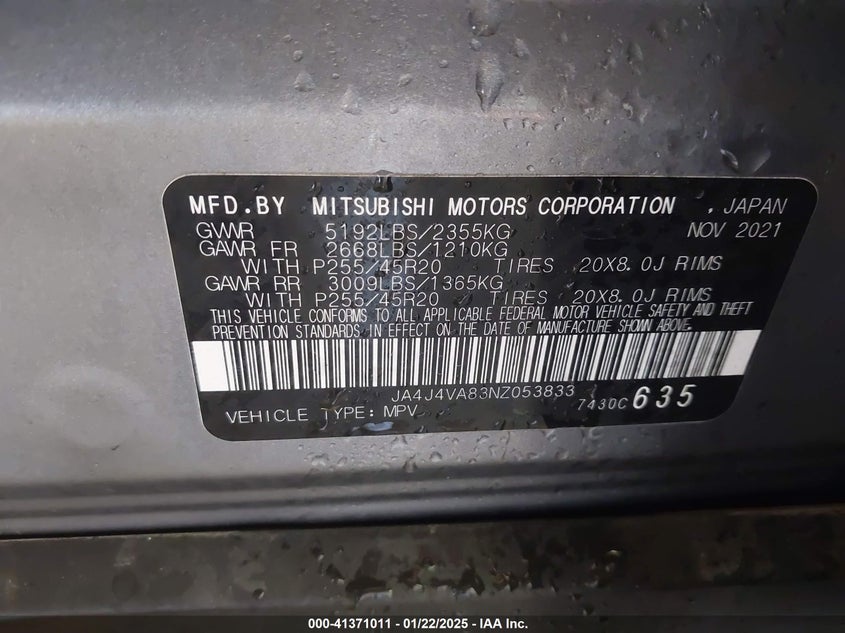 MFD.BY MITSUBISHI MOTORS CORPORATION , JAPAN
GVWR 5192LBS/2355KG NOV 2021
GAWR FR 2668LBS/1210KG
WITH P255/45R20 TIRES 20X8.0J RIMS
GAWR RR 3009LBS/1365KG
WITH P255/45R20 TIRES 20X8.0J RIMS
THIS VEHICLE CONFORMS TO ALL APPLICABLE FEDERAL MOTOR VEHICLE SAFETY AND THEFT
PREVENTION STANDARDS IN EFFECT ON THE DATE OF MANUFACTURE SHOWN ABOVE.
JA4J4VA83NZ053833
VEHICLE TYPE: MPV 7430C 635
000-41371011 - 01/22/2025 - IAA Inc.